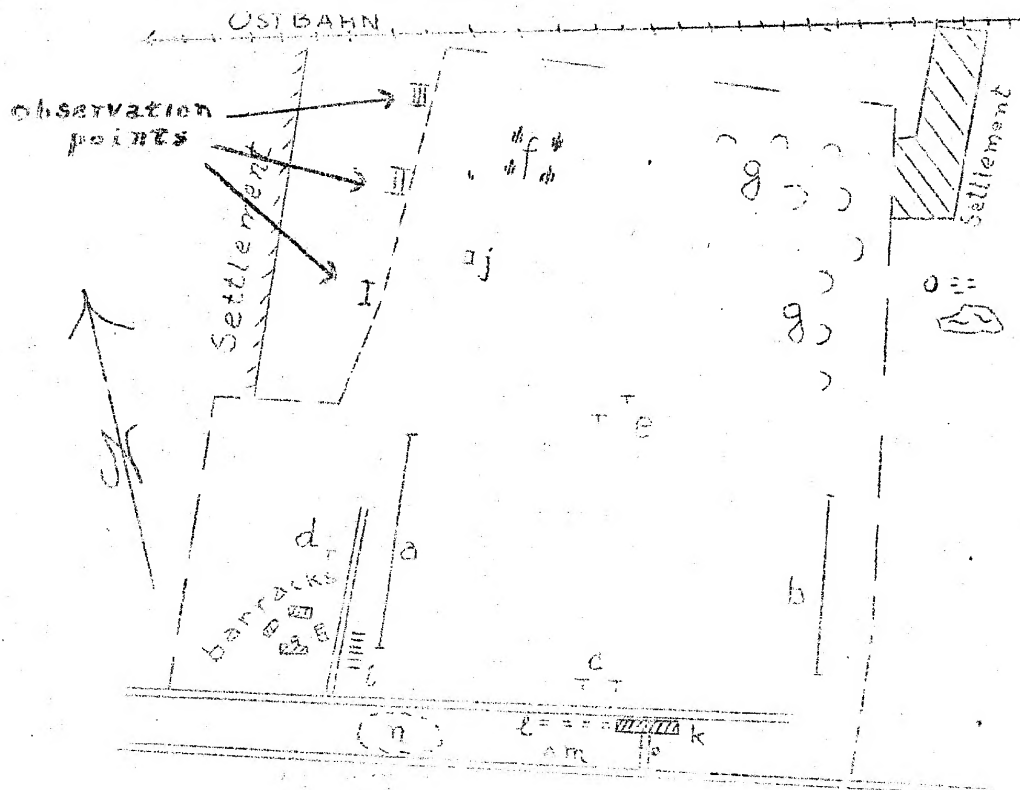 OSTBAHN
observation
points
III
II
I
Settlement
Settlement
f
g
g
j
e
a
b
d
barracks
i
c
n
l
k
m
o
N